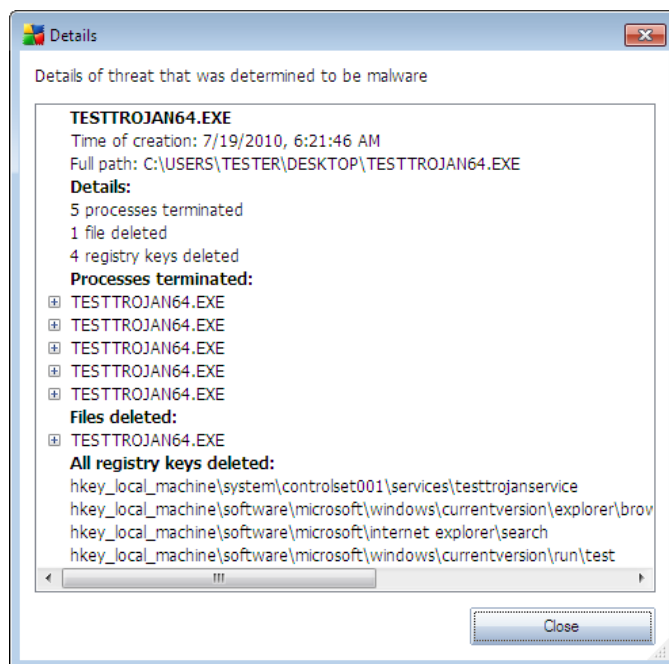 Details
Details of threat that was determined to be malware
TESTTROJAN64.EXE
Time of creation: 7/19/2010, 6:21:46 AM
Full path: C:\USERS\TESTER\DESKTOP\TESTTROJAN64.EXE
Details:
5 processes terminated
1 file deleted
4 registry keys deleted
Processes terminated:
TESTTROJAN64.EXE
TESTTROJAN64.EXE
TESTTROJAN64.EXE
TESTTROJAN64.EXE
TESTTROJAN64.EXE
Files deleted:
TESTTROJAN64.EXE
All registry keys deleted:
hkey_local_machine\system\controlset001\services\testtrojanservice
hkey_local_machine\software\microsoft\windows\currentversion\explorer\brow
hkey_local_machine\software\microsoft\internet explorer\search
hkey_local_machine\software\microsoft\windows\currentversion\run\test
Close